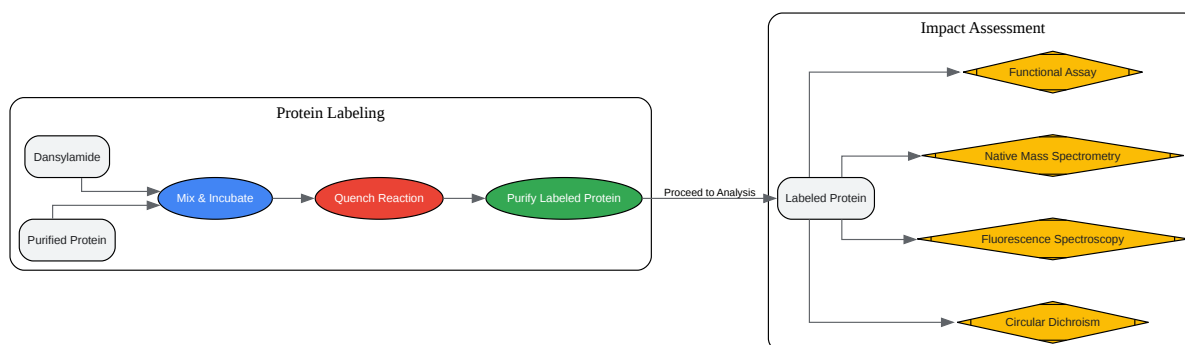 Protein Labeling
Dansylamide
Purified Protein
Mix & Incubate
Quench Reaction
Purify Labeled Protein
Proceed to Analysis
Impact Assessment
Labeled Protein
Functional Assay
Native Mass Spectrometry
Fluorescence Spectroscopy
Circular Dichroism